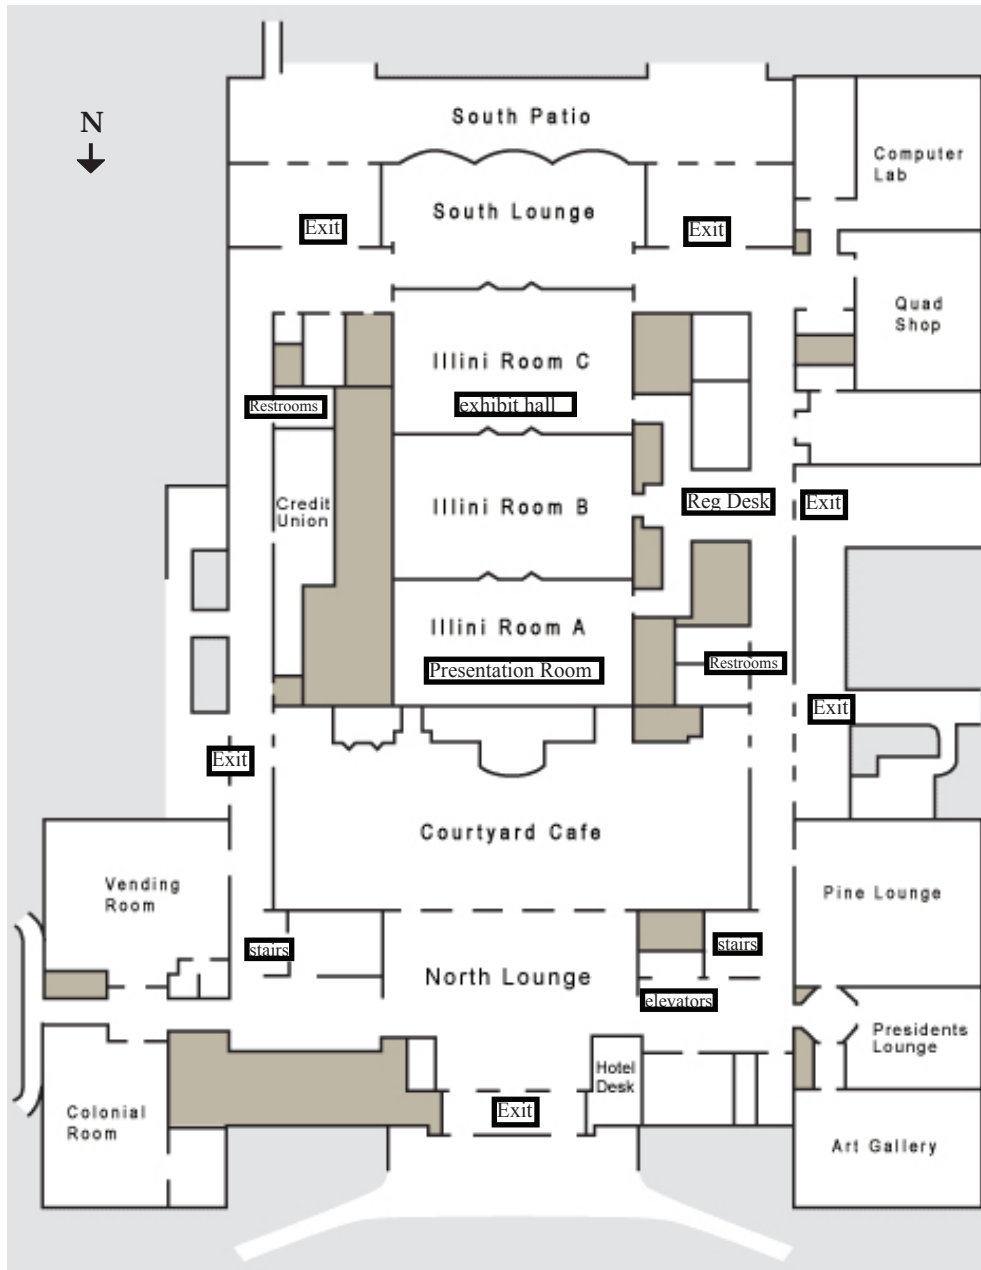 South Patio
N
Computer
Lab
South Lounge
Exit
Exit
Quad
Shop
Illini Room C
exhibit hall
Restrooms
Credit
Union
Illini Room B
Reg Desk
Exit
Illini Room A
Presentation Room
Restrooms
Exit
Exit
Courtyard Cafe
Vending
Room
Pine Lounge
stairs
stairs
North Lounge
elevators
Presidents
Lounge
Hotel
Desk
Colonial
Room
Exit
Art Gallery